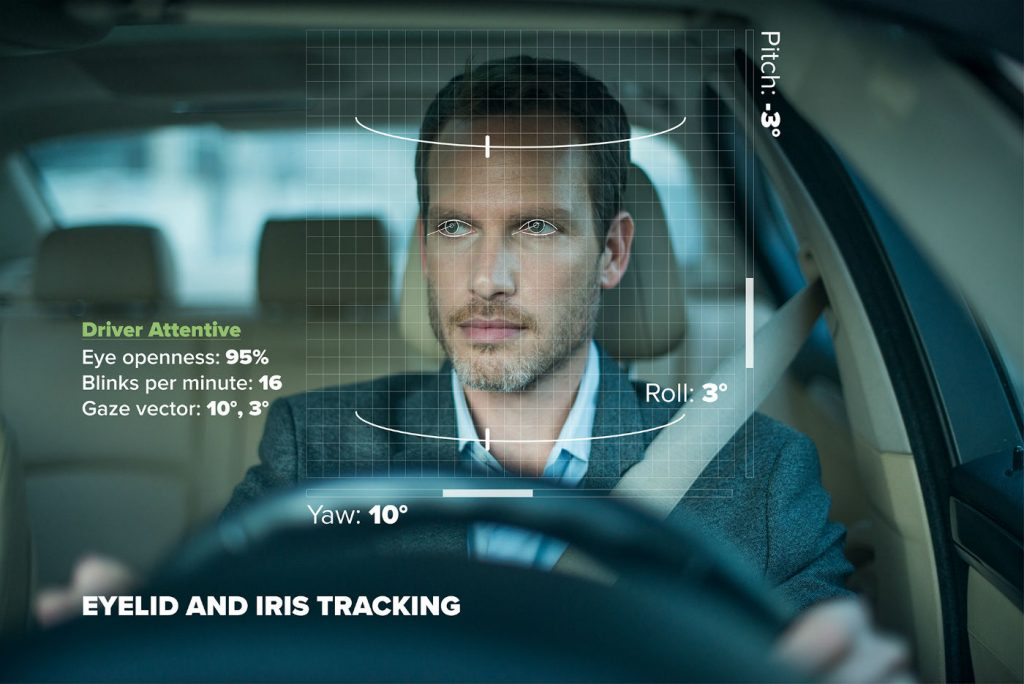 Pitch: -3°
Driver Attentive
Eye openness: 95%
Blinks per minute: 16
Gaze vector: 10°, 3°
Roll: 3°
Yaw: 10°
EYELID AND IRIS TRACKING